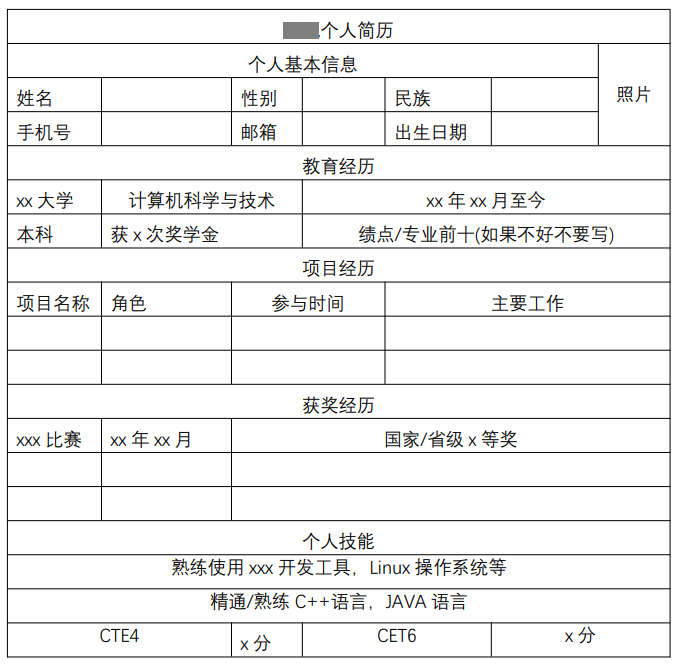 个人简历
个人基本信息
照片
姓名 性别 民族
手机号 邮箱 出生日期
教育经历
xx 大学 计算机科学与技术 xx 年 xx 月至今
本科 获 x 次奖学金 绩点/专业前十(如果不好不要写)
项目经历
项目名称 角色 参与时间 主要工作
获奖经历
xxx 比赛 xx 年 xx 月 国家/省级 x 等奖
个人技能
熟练使用 xxx 开发工具，Linux 操作系统等
精通/熟练 C++语言，JAVA 语言
CTE4 x 分 CET6 x 分